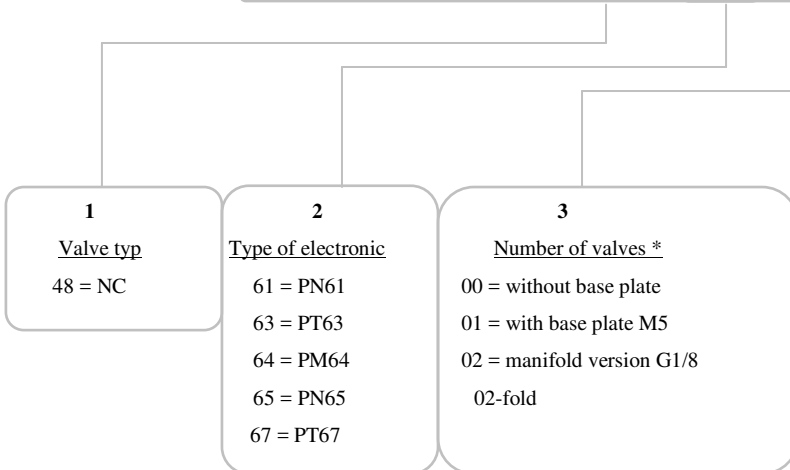 1
Valve typ
48 = NC
2
Type of electronic
61 = PN61
63 = PT63
64 = PM64
65 = PN65
67 = PT67
3
Number of valves *
00 = without base plate
01 = with base plate M5
02 = manifold version G1/8
02-fold